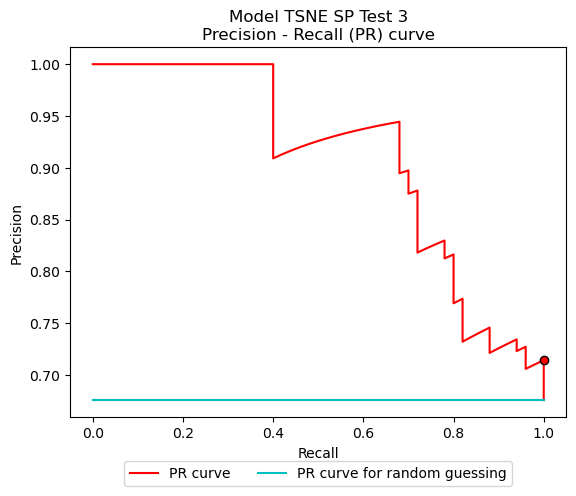 Model TSNE SP Test 3
Precision - Recall (PR) curve
1.00
0.95
0.90
0.85
0.80
0.75
0.70
Precision
0.0 0.2 0.4 0.6 0.8 1.0
Recall
PR curve PR curve for random guessing